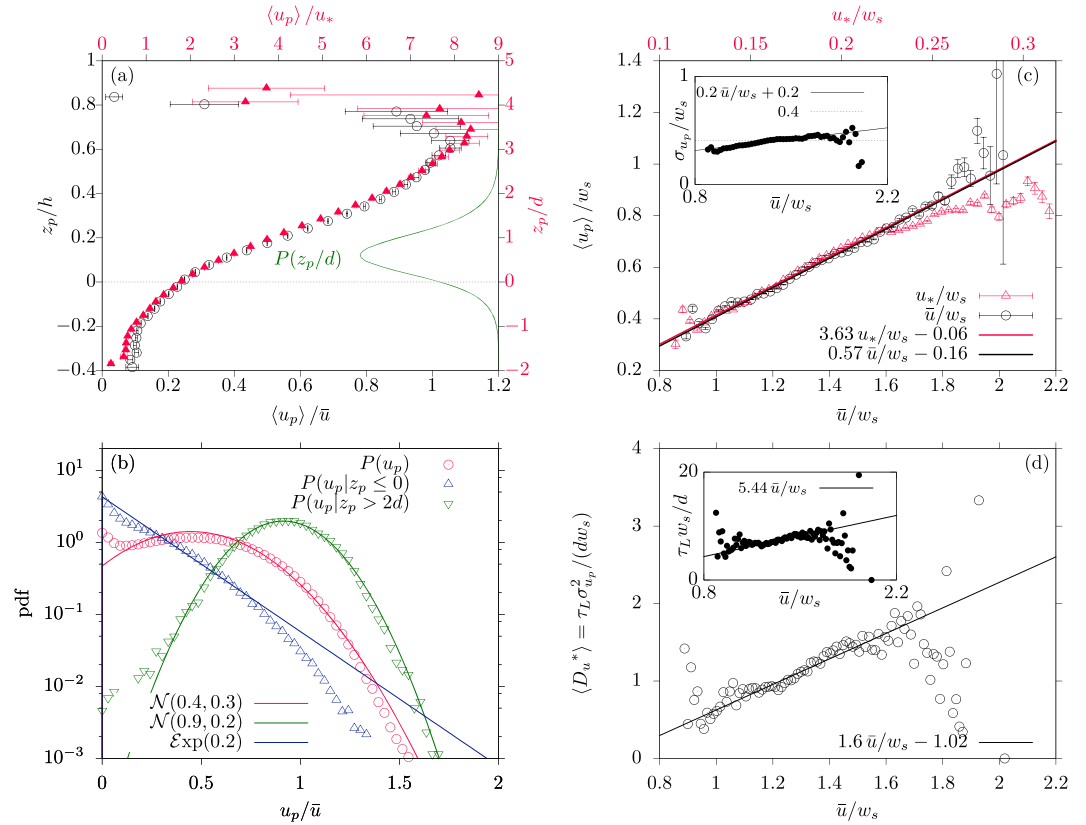 ⟨u_p⟩/u_*
0 1 2 3 4 5 6 7 8 9
(a)
1
0.8
0.6
0.4
0.2
0
−0.2
−0.4
z_p/h
5
4
3
2
1
0
−1
−2
z_p/d
P(z_p/d)
0 0.2 0.4 0.6 0.8 1 1.2
⟨u_p⟩/ū
u_*/w_s
0.1 0.15 0.2 0.25 0.3
(c)
1.4
1.2
1
0.8
0.6
0.4
0.2
⟨u_p⟩/w_s
1
0
σ_{u_p}/w_s
0.2 ū/w_s + 0.2
0.4
0.8 2.2
ū/w_s
u_*/w_s
ū/w_s
3.63 u_*/w_s − 0.06
0.57 ū/w_s − 0.16
0.8 1 1.2 1.4 1.6 1.8 2 2.2
ū/w_s
(b)
P(u_p)
P(u_p|z_p ≤ 0)
P(u_p|z_p > 2d)
10^1
10^0
10^{−1}
10^{−2}
10^{−3}
pdf
𝒩(0.4, 0.3)
𝒩(0.9, 0.2)
ℰxp(0.2)
0 0.5 1 1.5 2
u_p/ū
(d)
4
3
2
1
0
⟨D_u^*⟩ = τ_L σ_{u_p}^2/(dw_s)
20
0
τ_L w_s/d
5.44 ū/w_s
0.8 2.2
ū/w_s
1.6 ū/w_s − 1.02
0.8 1 1.2 1.4 1.6 1.8 2 2.2
ū/w_s